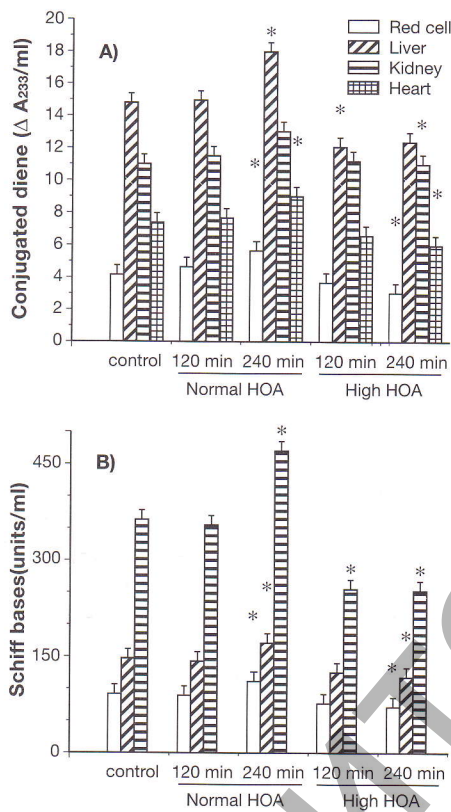 20
18
16
14
12
10
8
6
4
2
0
Conjugated diene (Δ A233/ml)
A)
Red cell
Liver
Kidney
Heart
*
*
*
*
*
*
*
control
120 min
240 min
120 min
240 min
Normal HOA
High HOA
450
300
150
0
Schiff bases(units/ml)
B)
*
*
*
*
*
*
*
control
120 min
240 min
120 min
240 min
Normal HOA
High HOA